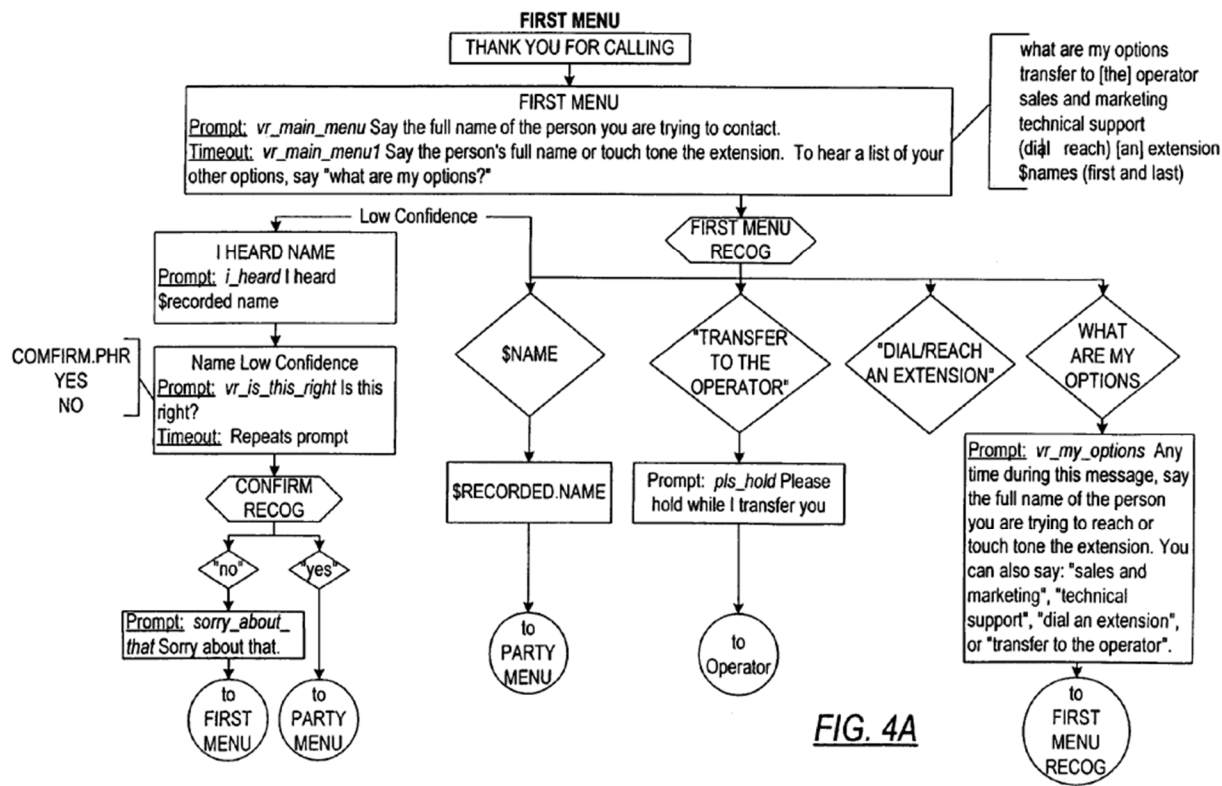 FIRST MENU
THANK YOU FOR CALLING
what are my options
transfer to [the] operator
sales and marketing
technical support
(dial reach) [an] extension
$names (first and last)
FIRST MENU
Prompt: vr_main_menu Say the full name of the person you are trying to contact.
Timeout: vr_main_menu1 Say the person's full name or touch tone the extension. To hear a list of your
other options, say "what are my options?"
Low Confidence
FIRST MENU
RECOG
I HEARD NAME
Prompt: i_heard I heard
$recorded name
COMFIRM.PHR
YES
NO
Name Low Confidence
Prompt: vr_is_this_right Is this
right?
Timeout: Repeats prompt
CONFIRM
RECOG
"no"
"yes"
Prompt: sorry_about_
that Sorry about that.
to
FIRST
MENU
to
PARTY
MENU
$NAME
$RECORDED.NAME
to
PARTY
MENU
"TRANSFER
TO THE
OPERATOR"
Prompt: pls_hold Please
hold while I transfer you
to
Operator
"DIAL/REACH
AN EXTENSION"
WHAT
ARE MY
OPTIONS
Prompt: vr_my_options Any
time during this message, say
the full name of the person
you are trying to reach or
touch tone the extension. You
can also say: "sales and
marketing", "technical
support", "dial an extension",
or "transfer to the operator".
to
FIRST
MENU
RECOG
FIG. 4A